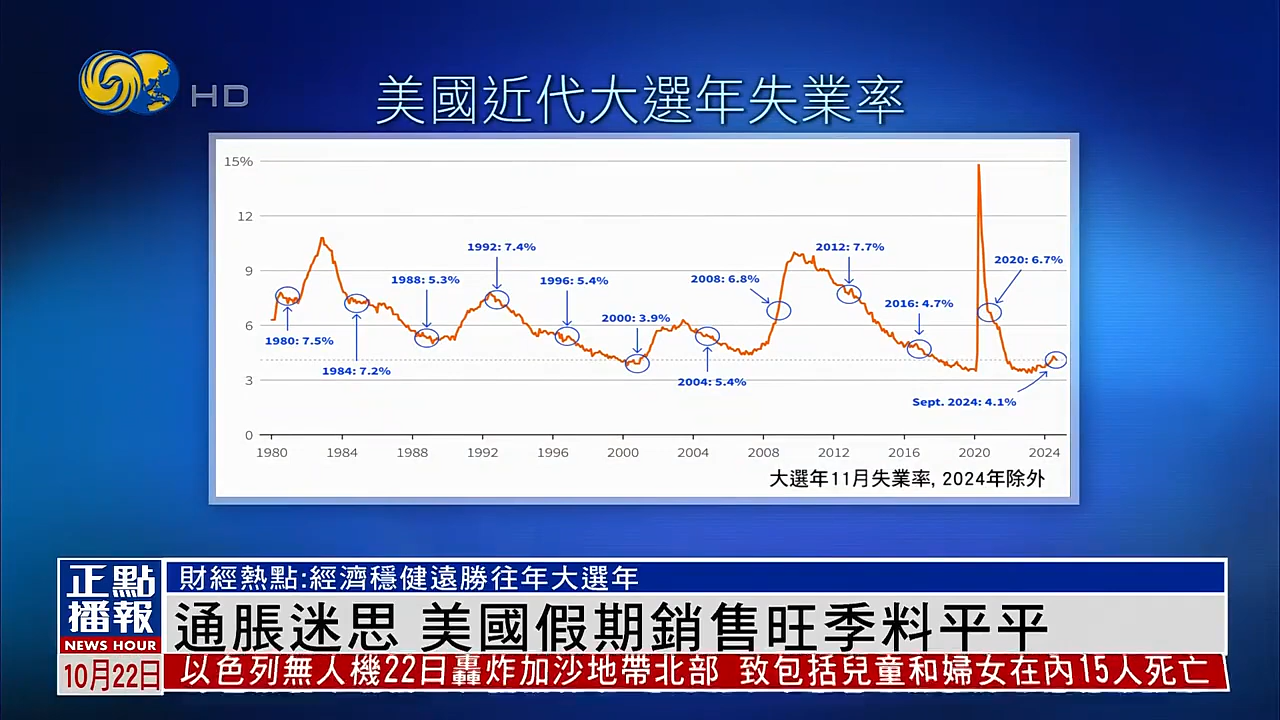 HD
美國近代大選年失業率
15%
12
9
6
3
0
1980: 7.5%
1984: 7.2%
1988: 5.3%
1992: 7.4%
1996: 5.4%
2000: 3.9%
2004: 5.4%
2008: 6.8%
2012: 7.7%
2016: 4.7%
2020: 6.7%
Sept. 2024: 4.1%
1980 1984 1988 1992 1996 2000 2004 2008 2012 2016 2020 2024
大選年11月失業率, 2024年除外
正點
播報
NEWS HOUR
10月22日
財經熱點:經濟穩健遠勝往年大選年
通脹迷思 美國假期銷售旺季料平平
以色列無人機22日轟炸加沙地帶北部 致包括兒童和婦女在內15人死亡